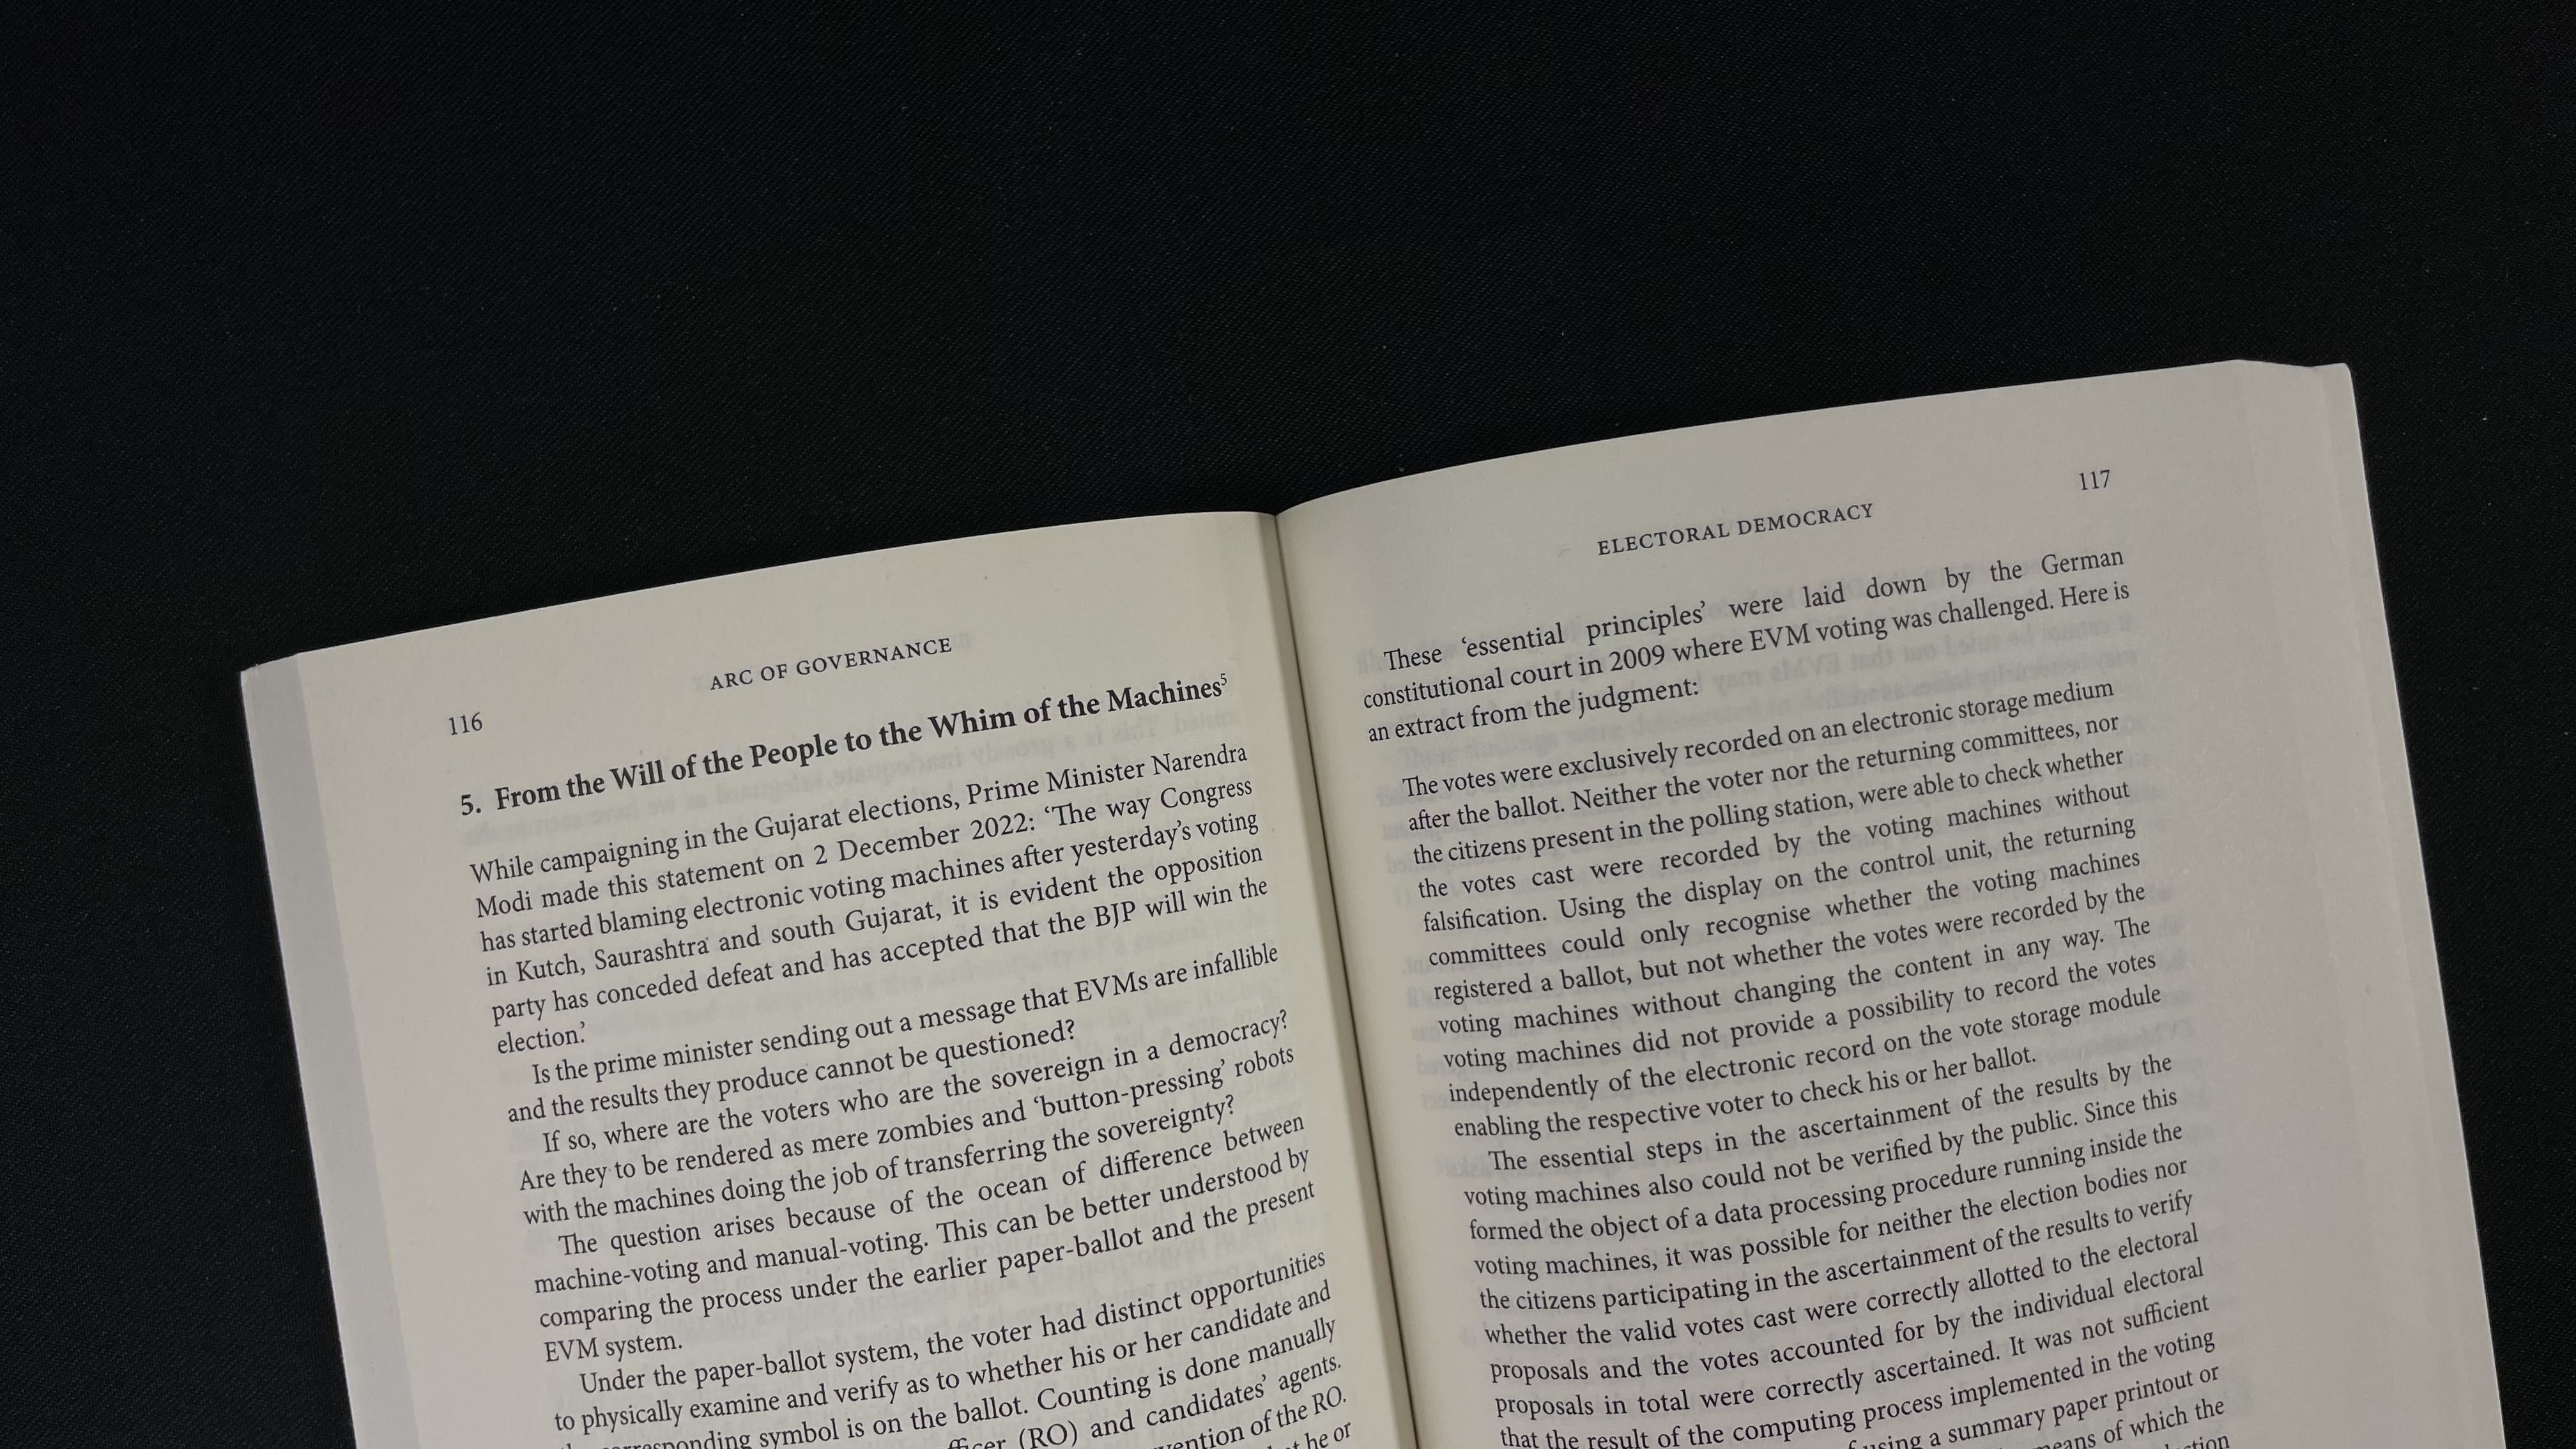 116
ARC OF GOVERNANCE
5. From the Will of the People to the Whim of the Machines5
While campaigning in the Gujarat elections, Prime Minister Narendra
Modi made this statement on 2 December 2022: ‘The way Congress
has started blaming electronic voting machines after yesterday’s voting
in Kutch, Saurashtra and south Gujarat, it is evident the opposition
party has conceded defeat and has accepted that the BJP will win the
election.’
Is the prime minister sending out a message that EVMs are infallible
and the results they produce cannot be questioned?
If so, where are the voters who are the sovereign in a democracy?
Are they to be rendered as mere zombies and ‘button-pressing’ robots
with the machines doing the job of transferring the sovereignty?
The question arises because of the ocean of difference between
machine-voting and manual-voting. This can be better understood by
comparing the process under the earlier paper-ballot and the present
EVM system.
Under the paper-ballot system, the voter had distinct opportunities
to physically examine and verify as to whether his or her candidate and
symbol is on the ballot. Counting is done manually
(RO) and candidates’ agents.
of the RO.
he or
ELECTORAL DEMOCRACY
117
These ‘essential principles’ were laid down by the German
constitutional court in 2009 where EVM voting was challenged. Here is
an extract from the judgment:
The votes were exclusively recorded on an electronic storage medium
after the ballot. Neither the voter nor the returning committees, nor
the citizens present in the polling station, were able to check whether
the votes cast were recorded by the voting machines without
falsification. Using the display on the control unit, the returning
committees could only recognise whether the voting machines
registered a ballot, but not whether the votes were recorded by the
voting machines without changing the content in any way. The
voting machines did not provide a possibility to record the votes
independently of the electronic record on the vote storage module
enabling the respective voter to check his or her ballot.
The essential steps in the ascertainment of the results by the
voting machines also could not be verified by the public. Since this
formed the object of a data processing procedure running inside the
voting machines, it was possible for neither the election bodies nor
the citizens participating in the ascertainment of the results to verify
whether the valid votes cast were correctly allotted to the electoral
proposals and the votes accounted for by the individual electoral
proposals in total were correctly ascertained. It was not sufficient
that the result of the computing process implemented in the voting
using a summary paper printout or
means of which the